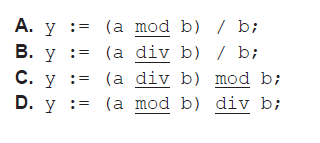 A. y := (a mod b) / b;
B. y := (a div b) / b;
C. y := (a div b) mod b;
D. y := (a mod b) div b;